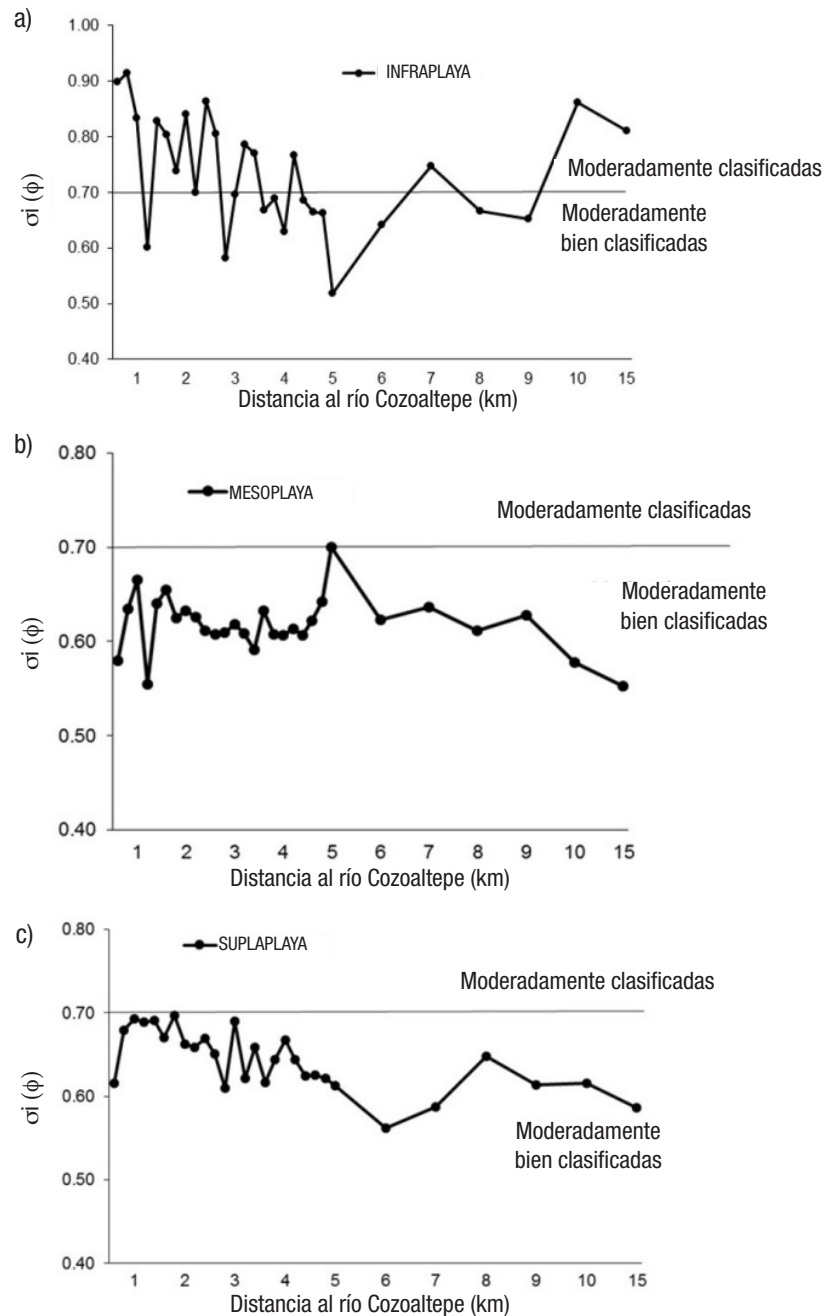 a)
1.00
0.90
0.80
0.70
0.60
0.50
0.40
σi (ϕ)
INFRAPLAYA
Moderadamente clasificadas
Moderadamente
bien clasificadas
1 2 3 4 5 6 7 8 9 10 15
Distancia al río Cozoaltepe (km)
b)
0.80
0.70
0.60
0.50
0.40
σi (ϕ)
MESOPLAYA
Moderadamente clasificadas
Moderadamente
bien clasificadas
1 2 3 4 5 6 7 8 9 10 15
Distancia al río Cozoaltepe (km)
c)
0.80
0.70
0.60
0.50
0.40
σi (ϕ)
SUPLAPLAYA
Moderadamente clasificadas
Moderadamente
bien clasificadas
1 2 3 4 5 6 7 8 9 10 15
Distancia al río Cozoaltepe (km)